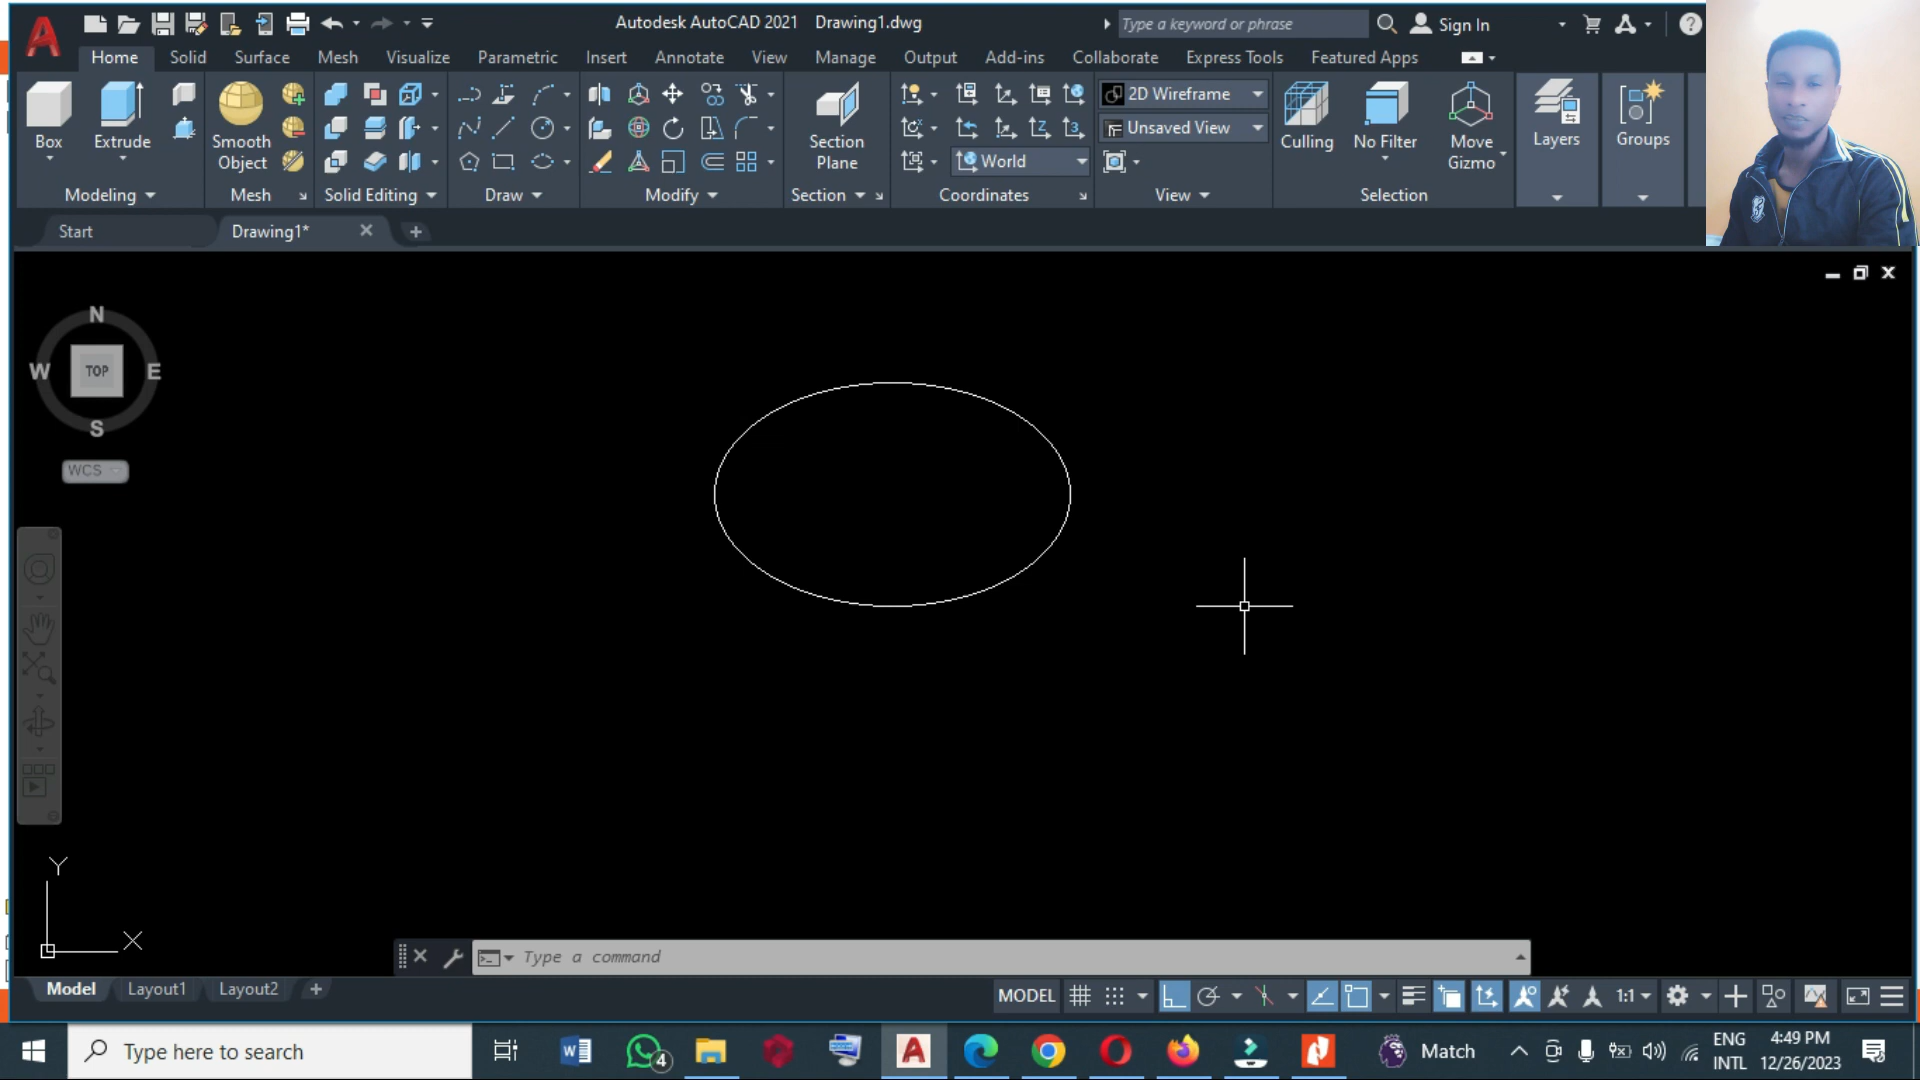 Autodesk AutoCAD 2021 Drawing1.dwg
Type a keyword or phrase
Sign In
Home Solid Surface Mesh Visualize Parametric Insert Annotate View Manage Output Add-ins Collaborate Express Tools Featured Apps
Box
Extrude
Smooth
Object
Section
Plane
World
2D Wireframe
Unsaved View
Culling
No Filter
Move
Gizmo
Layers
Groups
Modeling Mesh Solid Editing Draw Modify Section Coordinates View Selection
Start
Drawing1*
N
W TOP E
S
WCS
Y
X
Type a command
Model Layout1 Layout2
MODEL
1:1
Type here to search
4
Match
ENG
INTL
4:49 PM
12/26/2023